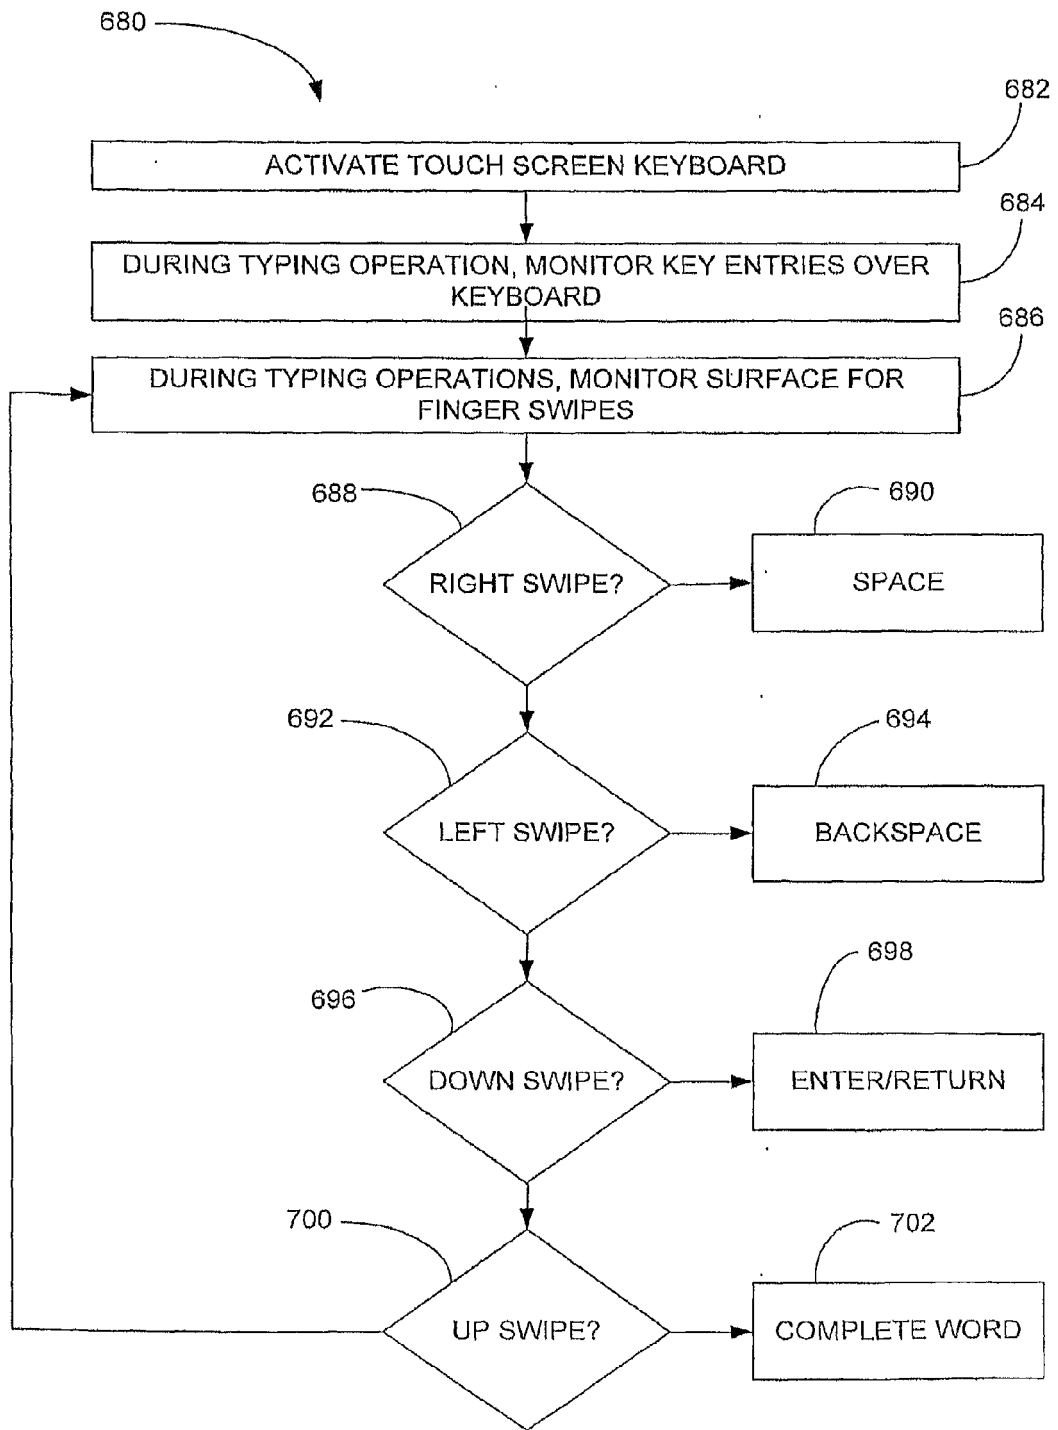 680
682
ACTIVATE TOUCH SCREEN KEYBOARD
684
DURING TYPING OPERATION, MONITOR KEY ENTRIES OVER
KEYBOARD
686
DURING TYPING OPERATIONS, MONITOR SURFACE FOR
FINGER SWIPES
688
690
RIGHT SWIPE?
SPACE
692
694
LEFT SWIPE?
BACKSPACE
696
698
DOWN SWIPE?
ENTER/RETURN
700
702
UP SWIPE?
COMPLETE WORD